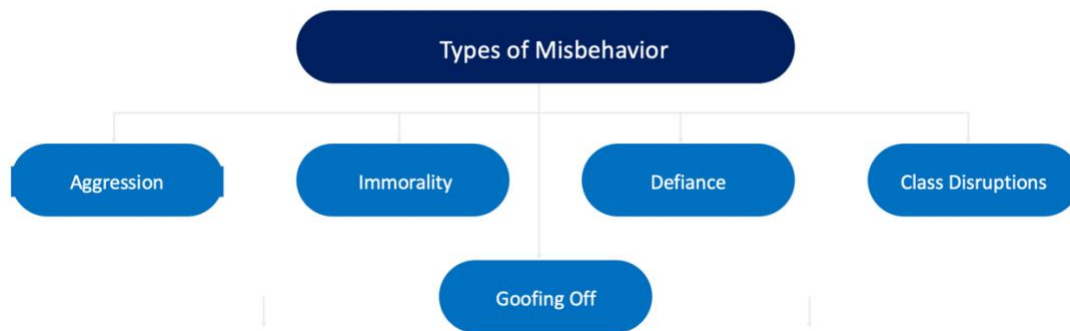 Types of Misbehavior
Aggression
Immorality
Defiance
Class Disruptions
Goofing Off